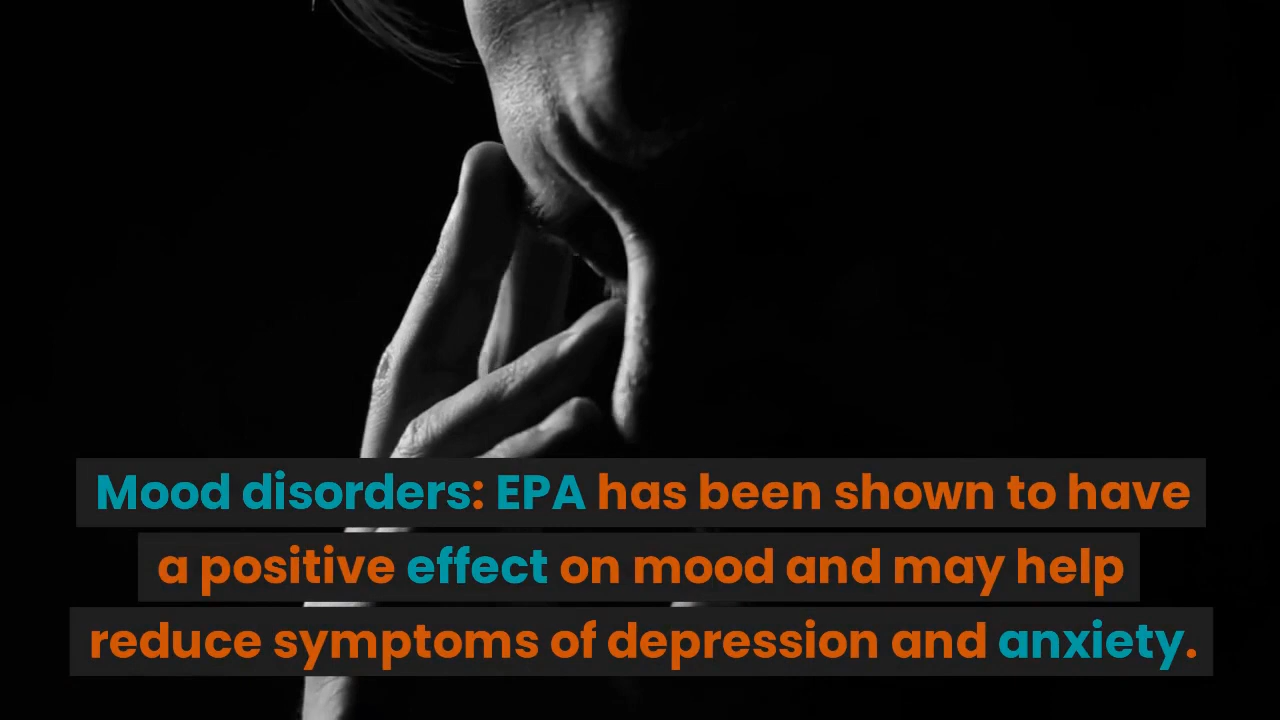 Mood disorders: EPA has been shown to have
a positive effect on mood and may help
reduce symptoms of depression and anxiety.